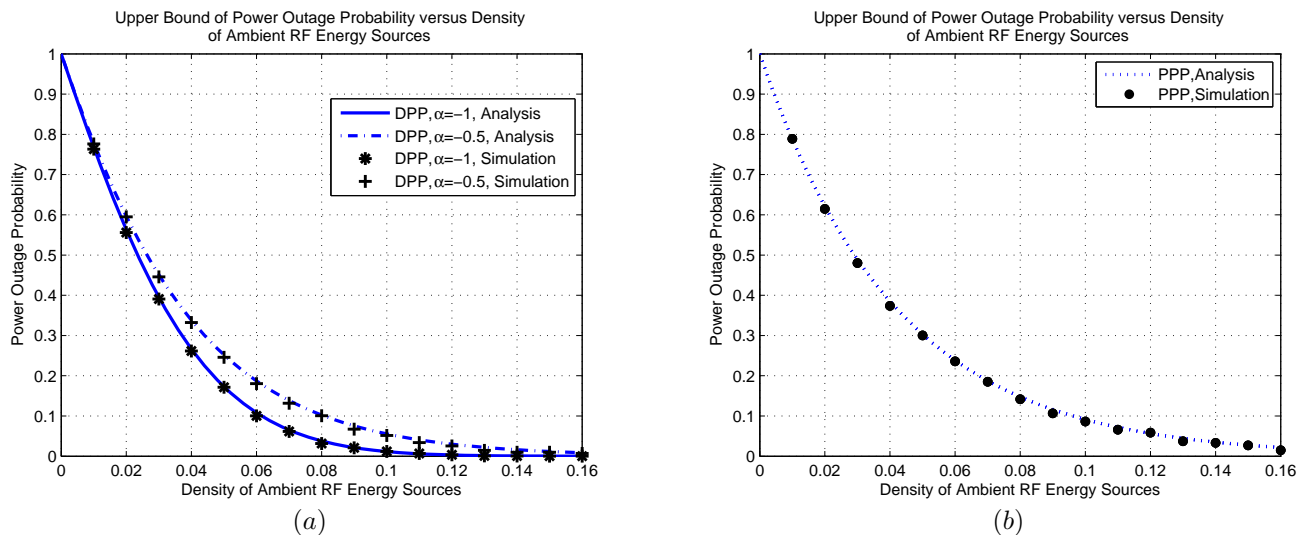 Upper Bound of Power Outage Probability versus Density
of Ambient RF Energy Sources
1
0.9
0.8
0.7
0.6
0.5
0.4
0.3
0.2
0.1
0
Power Outage Probability
DPP,α=−1, Analysis
DPP,α=−0.5, Analysis
DPP,α=−1, Simulation
DPP,α=−0.5, Simulation
0 0.02 0.04 0.06 0.08 0.1 0.12 0.14 0.16
Density of Ambient RF Energy Sources
(a)
Upper Bound of Power Outage Probability versus Density
of Ambient RF Energy Sources
1
0.9
0.8
0.7
0.6
0.5
0.4
0.3
0.2
0.1
0
Power Outage Probability
PPP,Analysis
PPP,Simulation
0 0.02 0.04 0.06 0.08 0.1 0.12 0.14 0.16
Density of Ambient RF Energy Sources
(b)